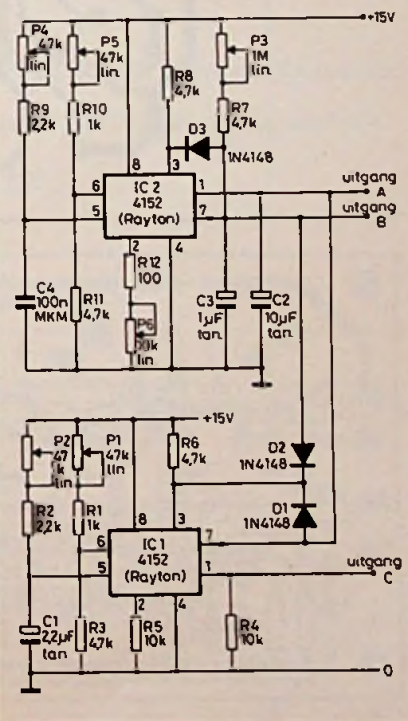 +15V
P4
47k
lin
P5
47k
lin.
P3
1M
lin.
R8
4,7k
R9
2,2k
R10
1k
R7
4,7k
D3
1N4148
8
3
6
IC 2
4152
(Rayton)
1
uitgang
A
5
7
uitgang
B
2
4
R12
100
C4
100n
MKM
R11
4,7k
P6
10k
lin
C3
1µF
tan.
C2
10µF
tan.
+15V
P2
47
k
lin
P1
47k
lin
R6
4,7k
D2
1N4148
R2
2,2k
R1
1k
D1
1N4148
8
3
6
IC 1
4152
(Rayton)
7
5
1
uitgang
C
2
4
C1
2,2µF
tan
R3
4,7k
R5
10k
R4
10k
0